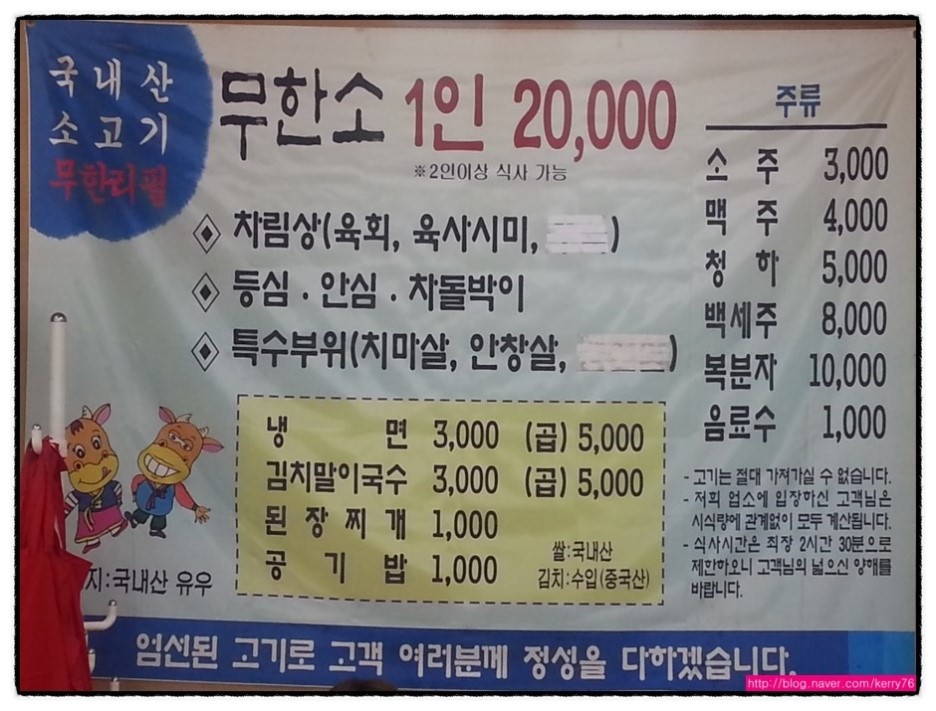 국내산
소고기
무한리필
무한소 1인 20,000
※2인이상 식사 가능
차림상(육회, 육사시미, )
등심 . 안심 . 차돌박이
특수부위(치마살, 안창살, )
냉 면 3,000 (곱) 5,000
김치말이국수 3,000 (곱) 5,000
된장찌개 1,000
공기밥 1,000
쌀:국내산
김치:수입(중국산)
지:국내산 유우
주류
소주 3,000
맥주 4,000
청하 5,000
백세주 8,000
복분자 10,000
음료수 1,000
- 고기는 절대 가져가실 수 없습니다.
- 저희 업소에 입장하신 고객님은
시식량에 관계없이 모두 계산됩니다.
- 식사시간은 최장 2시간 30분으로
제한하오니 고객님의 넓으신 양해를
바랍니다.
엄선된 고기로 고객 여러분께 정성을 다하겠습니다.
http://blog.naver.com/kerry76